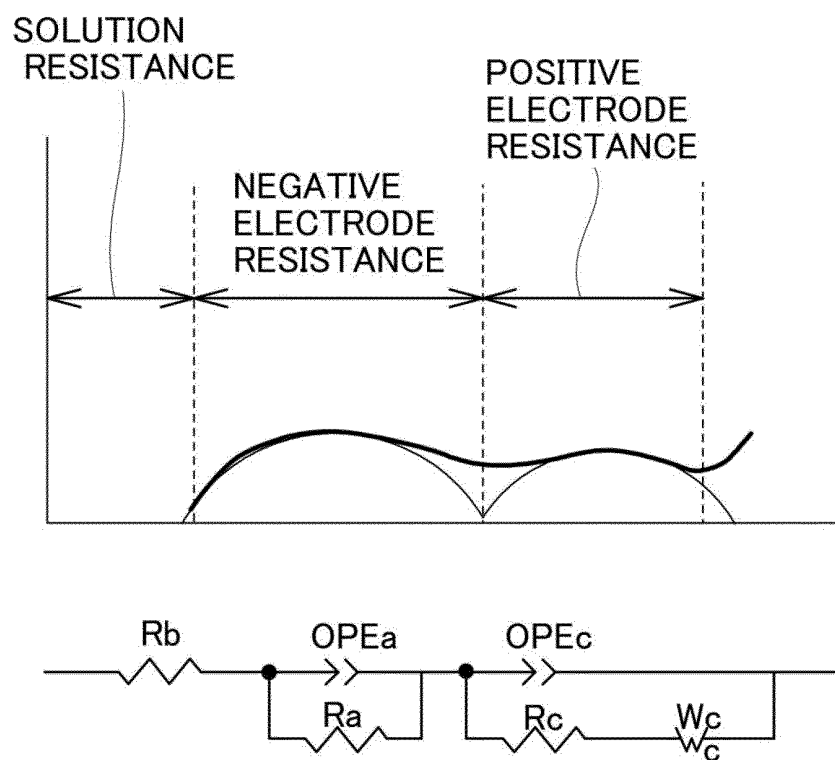 SOLUTION
RESISTANCE
POSITIVE
ELECTRODE
RESISTANCE
NEGATIVE
ELECTRODE
RESISTANCE
Rb
OPEa
OPEc
Ra
Rc
Wc
c